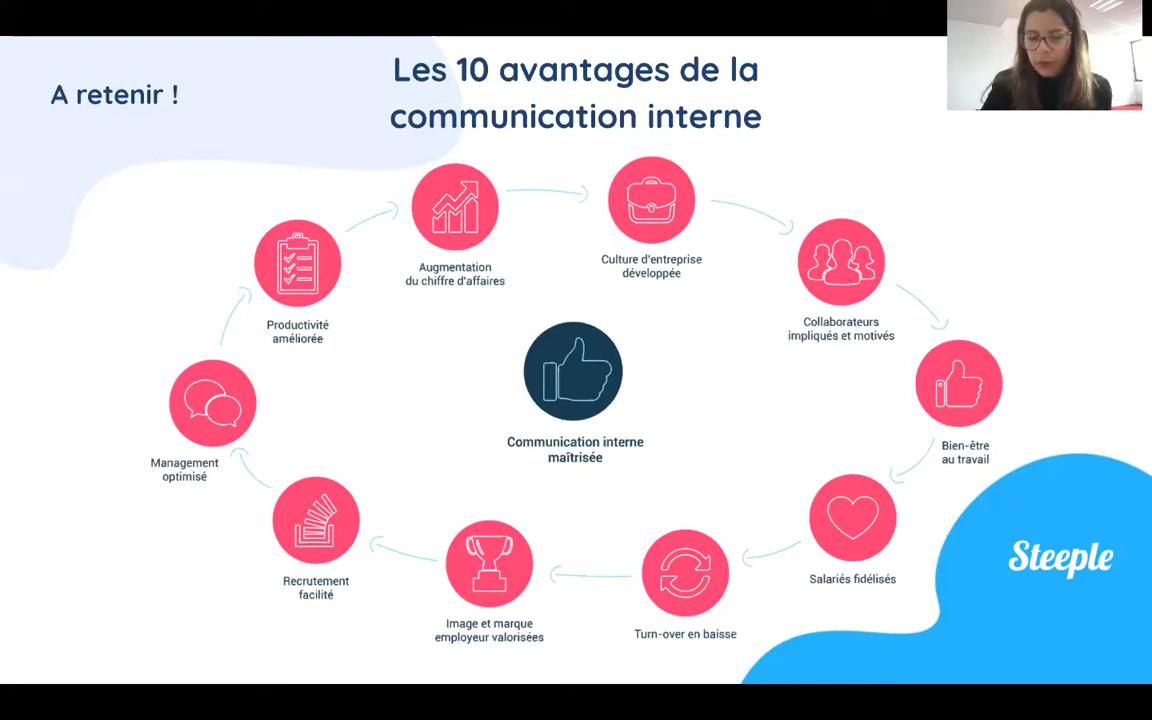 A retenir !
Les 10 avantages de la
communication interne
Augmentation
du chiffre d'affaires
Culture d'entreprise
développée
Collaborateurs
impliqués et motivés
Bien-être
au travail
Salariés fidélisés
Turn-over en baisse
Image et marque
employeur valorisées
Recrutement
facilité
Management
optimisé
Productivité
améliorée
Communication interne
maîtrisée
Steeple